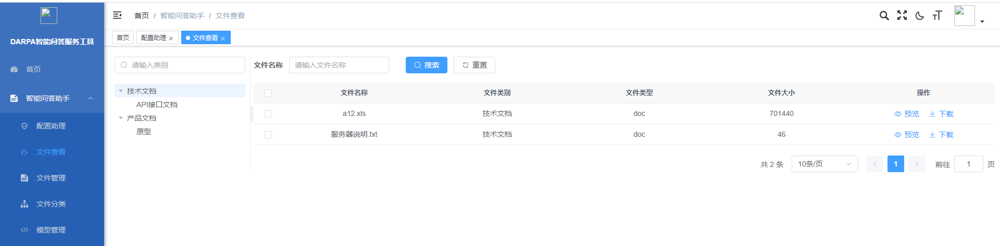 DARPA智能问答服务工具
首页
智能问答助手
配置助理
文件查看
文件管理
文件分类
模型管理
首页 / 智能问答助手 / 文件查看
首页 配置助理 文件查看
请输入类别
技术文档
API接口文档
产品文档
原型
文件名称 请输入文件名称 搜索 重置
文件名称 文件类别 文件类型 文件大小 操作
a12.xls 技术文档 doc 701440 预览 下载
服务器说明.txt 技术文档 doc 46 预览 下载
共 2 条 10条/页 1 前往 1 页